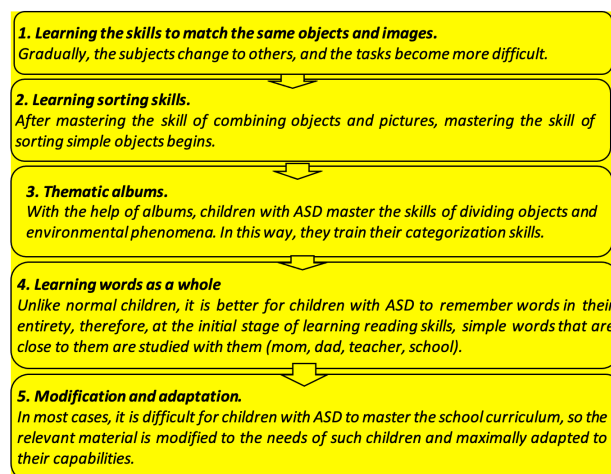 1. Learning the skills to match the same objects and images.
Gradually, the subjects change to others, and the tasks become more difficult.
2. Learning sorting skills.
After mastering the skill of combining objects and pictures, mastering the skill of
sorting simple objects begins.
3. Thematic albums.
With the help of albums, children with ASD master the skills of dividing objects and
environmental phenomena. In this way, they train their categorization skills.
4. Learning words as a whole
Unlike normal children, it is better for children with ASD to remember words in their
entirety, therefore, at the initial stage of learning reading skills, simple words that are
close to them are studied with them (mom, dad, teacher, school).
5. Modification and adaptation.
In most cases, it is difficult for children with ASD to master the school curriculum, so the
relevant material is modified to the needs of such children and maximally adapted to
their capabilities.